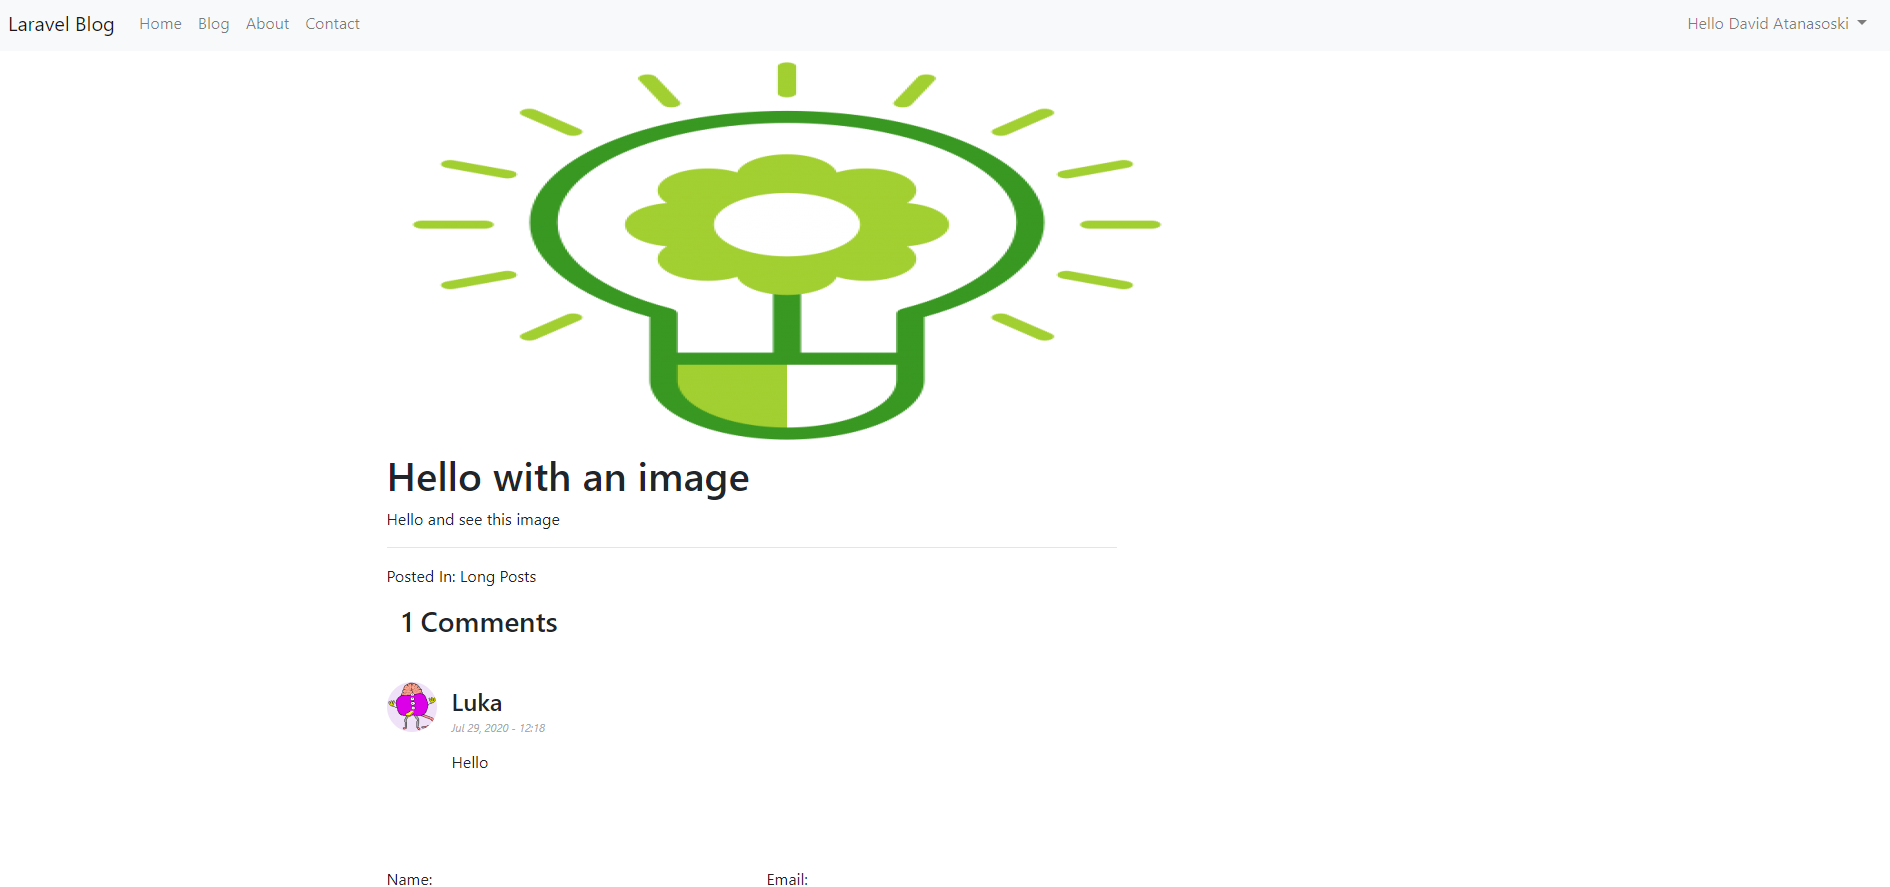 Laravel Blog Home Blog About Contact Hello David Atanasoski
Hello with an image
Hello and see this image
Posted In: Long Posts
1 Comments
Luka
Jul 29, 2020 - 12:18
Hello
Name: Email: